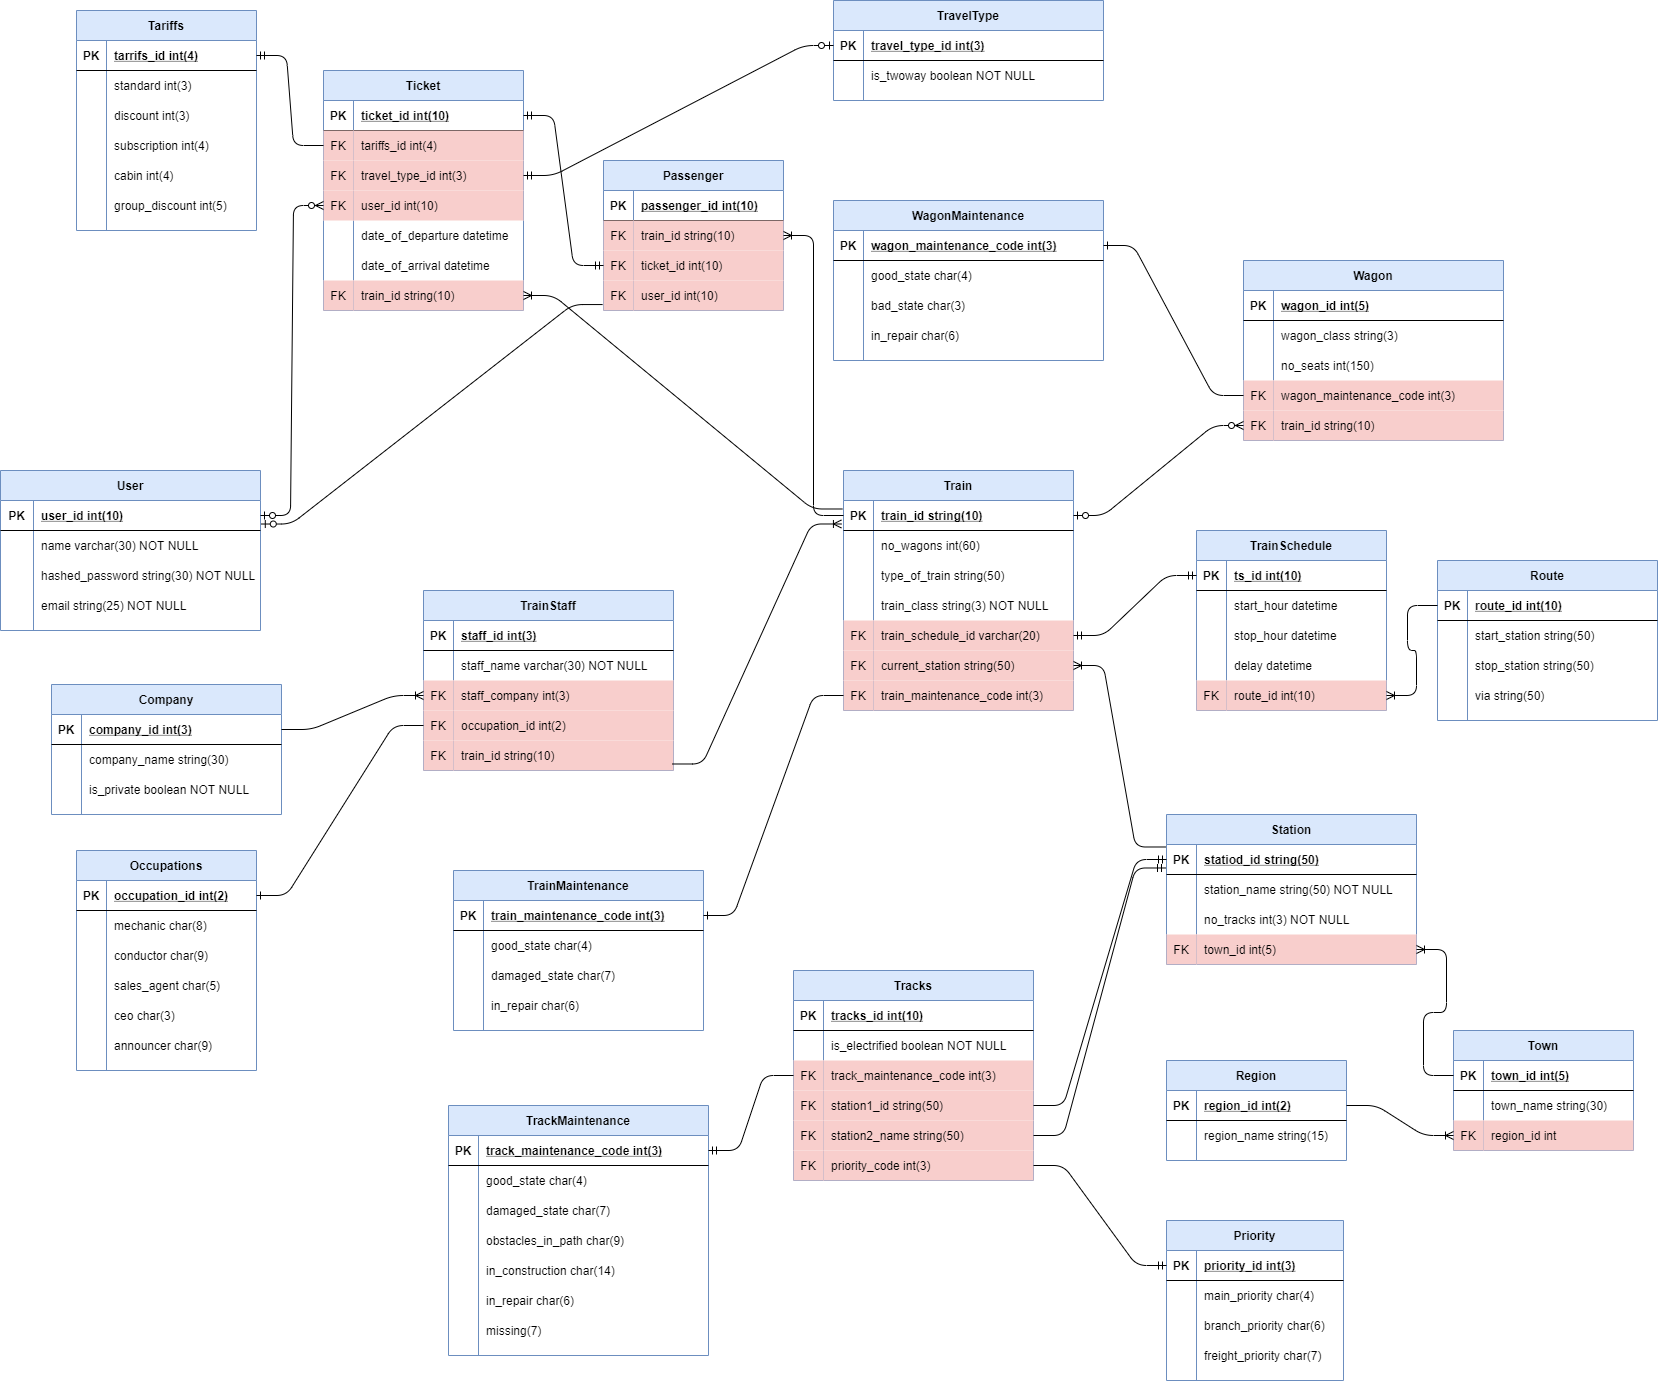 Tariffs
PK tarrifs_id int(4)
standard int(3)
discount int(3)
subscription int(4)
cabin int(4)
group_discount int(5)
Ticket
PK ticket_id int(10)
FK tariffs_id int(4)
FK travel_type_id int(3)
FK user_id int(10)
date_of_departure datetime
date_of_arrival datetime
FK train_id string(10)
TravelType
PK travel_type_id int(3)
is_twoway boolean NOT NULL
Passenger
PK passenger_id int(10)
FK train_id string(10)
FK ticket_id int(10)
FK user_id int(10)
WagonMaintenance
PK wagon_maintenance_code int(3)
good_state char(4)
bad_state char(3)
in_repair char(6)
Wagon
PK wagon_id int(5)
wagon_class string(3)
no_seats int(150)
FK wagon_maintenance_code int(3)
FK train_id string(10)
User
PK user_id int(10)
name varchar(30) NOT NULL
hashed_password string(30) NOT NULL
email string(25) NOT NULL
Train
PK train_id string(10)
no_wagons int(60)
type_of_train string(50)
train_class string(3) NOT NULL
FK train_schedule_id varchar(20)
FK current_station string(50)
FK train_maintenance_code int(3)
TrainSchedule
PK ts_id int(10)
start_hour datetime
stop_hour datetime
delay datetime
FK route_id int(10)
Route
PK route_id int(10)
start_station string(50)
stop_station string(50)
via string(50)
TrainStaff
PK staff_id int(3)
staff_name varchar(30) NOT NULL
FK staff_company int(3)
FK occupation_id int(2)
FK train_id string(10)
Company
PK company_id int(3)
company_name string(30)
is_private boolean NOT NULL
Occupations
PK occupation_id int(2)
mechanic char(8)
conductor char(9)
sales_agent char(5)
ceo char(3)
announcer char(9)
TrainMaintenance
PK train_maintenance_code int(3)
good_state char(4)
damaged_state char(7)
in_repair char(6)
Station
PK statiod_id string(50)
station_name string(50) NOT NULL
no_tracks int(3) NOT NULL
FK town_id int(5)
Tracks
PK tracks_id int(10)
is_electrified boolean NOT NULL
FK track_maintenance_code int(3)
FK station1_id string(50)
FK station2_name string(50)
FK priority_code int(3)
Town
PK town_id int(5)
town_name string(30)
FK region_id int
Region
PK region_id int(2)
region_name string(15)
TrackMaintenance
PK track_maintenance_code int(3)
good_state char(4)
damaged_state char(7)
obstacles_in_path char(9)
in_construction char(14)
in_repair char(6)
missing(7)
Priority
PK priority_id int(3)
main_priority char(4)
branch_priority char(6)
freight_priority char(7)